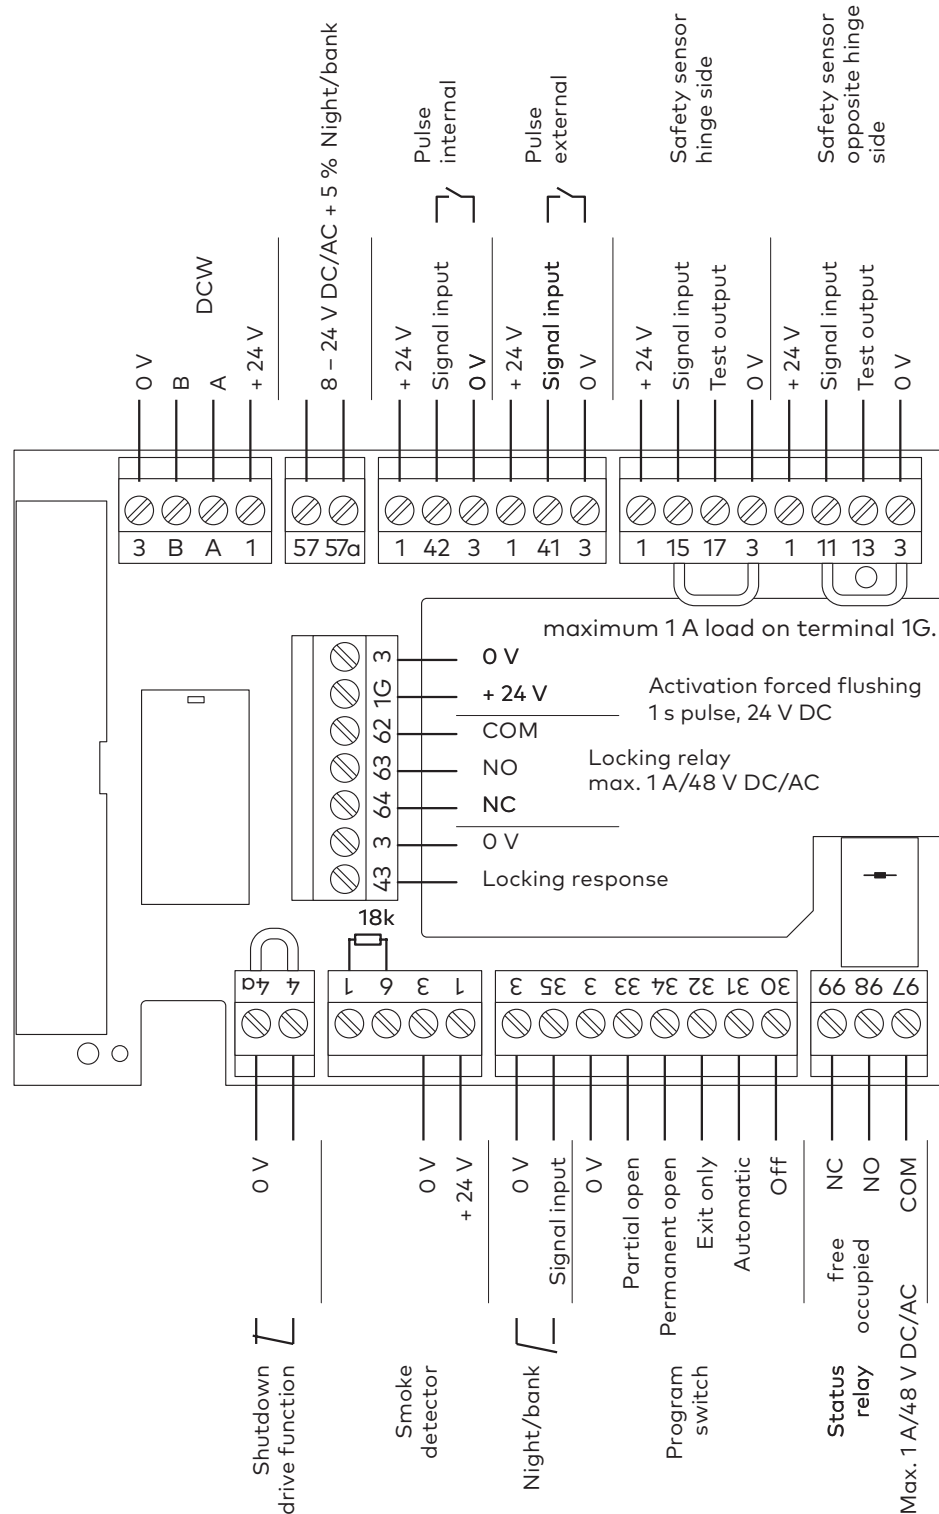 Pulse
internal
Pulse
external
Safety sensor
hinge side
Safety sensor
opposite hinge
side
0 V
B
A
+ 24 V
DCW
8 – 24 V DC/AC + 5 % Night/bank
+ 24 V
Signal input
0 V
+ 24 V
Signal input
0 V
+ 24 V
Signal input
Test output
0 V
+ 24 V
Signal input
Test output
0 V
3 B A 1
57 57a
1 42 3 1 41 3
1 15 17 3 1 11 13 3
maximum 1 A load on terminal 1G.
3 0 V
1G + 24 V
Activation forced flushing
1 s pulse, 24 V DC
62 COM
63 NO
64 NC
Locking relay
max. 1 A/48 V DC/AC
3 0 V
43 Locking response
18k
4a 4
1 6 3 1
3 35 3 33 34 32 31 30
99 98 97
0 V
0 V
+ 24 V
0 V
Signal input
0 V
Partial open
Permanent open
Exit only
Automatic
Off
NC
NO
COM
free
occupied
Shutdown
drive function
Smoke
detector
Night/bank
Program
switch
Status
relay
Max. 1 A/48 V DC/AC